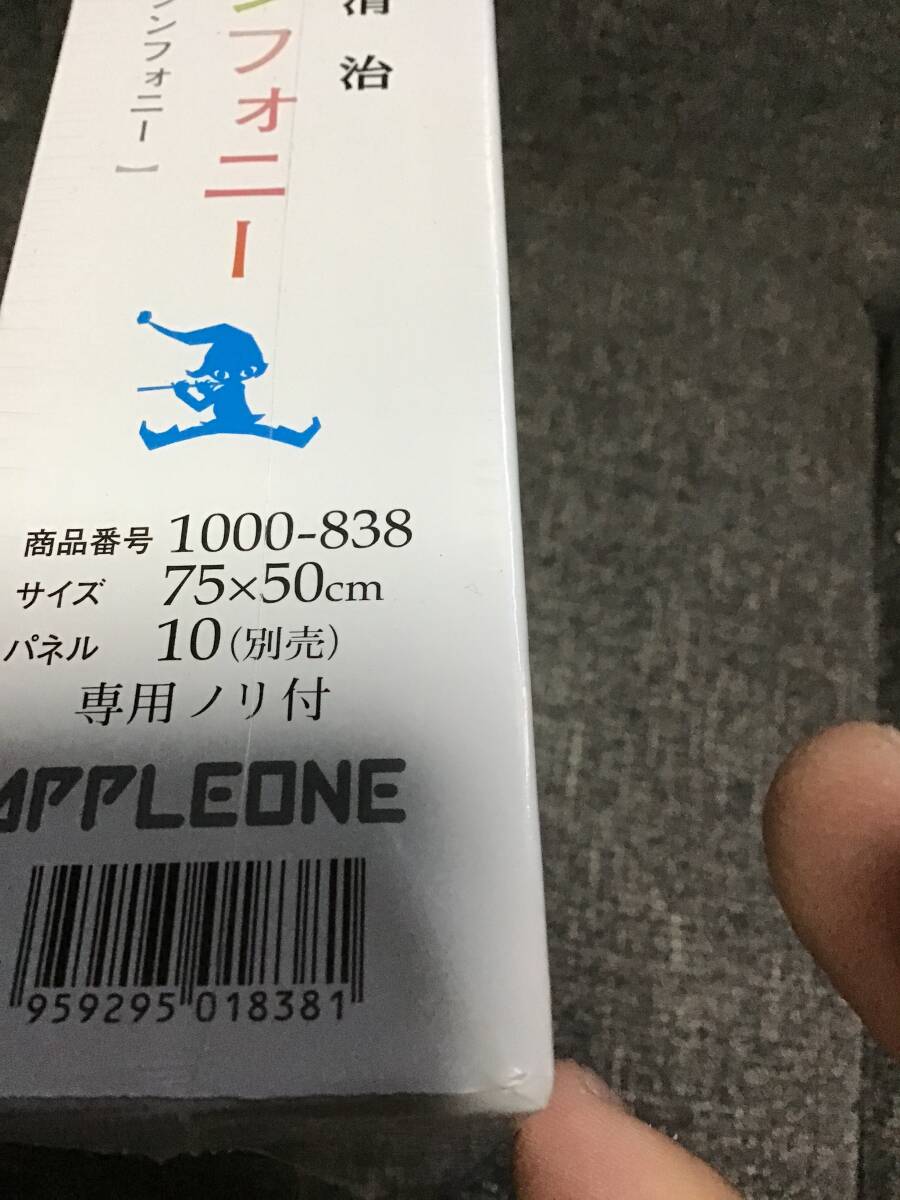 清治
ンフォニー
ンフォニー】
商品番号 1000-838
サイズ 75×50cm
パネル 10(別売)
専用ノリ付
APPLEONE
959295 018381